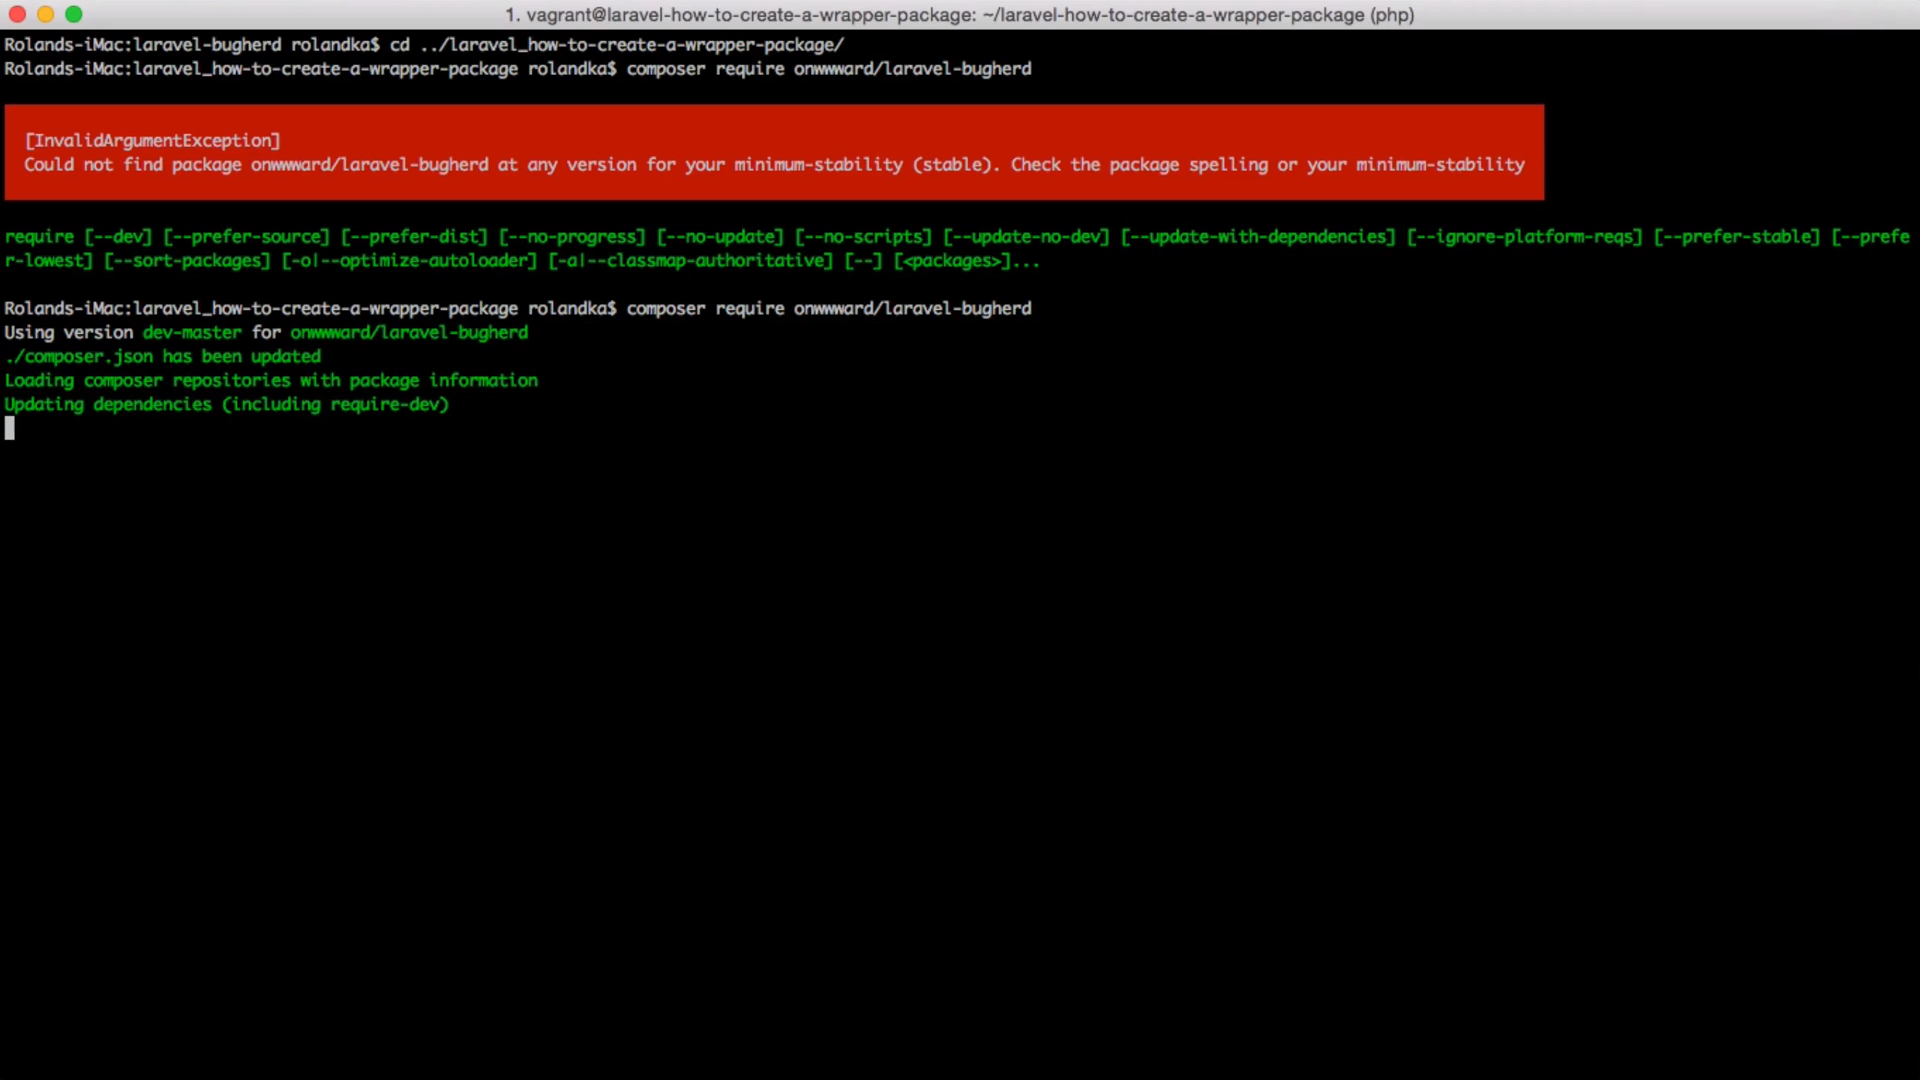 1. vagrant@laravel-how-to-create-a-wrapper-package: ~/laravel-how-to-create-a-wrapper-package (php)
Rolands-iMac:laravel-bugherd rolandka$ cd ../laravel_how-to-create-a-wrapper-package/
Rolands-iMac:laravel_how-to-create-a-wrapper-package rolandka$ composer require onwwward/laravel-bugherd
[InvalidArgumentException]
Could not find package onwwward/laravel-bugherd at any version for your minimum-stability (stable). Check the package spelling or your minimum-stability
require [--dev] [--prefer-source] [--prefer-dist] [--no-progress] [--no-update] [--no-scripts] [--update-no-dev] [--update-with-dependencies] [--ignore-platform-reqs] [--prefer-stable] [--prefe
r-lowest] [--sort-packages] [-o|--optimize-autoloader] [-a|--classmap-authoritative] [--] [<packages>]...
Rolands-iMac:laravel_how-to-create-a-wrapper-package rolandka$ composer require onwwward/laravel-bugherd
Using version dev-master for onwwward/laravel-bugherd
./composer.json has been updated
Loading composer repositories with package information
Updating dependencies (including require-dev)